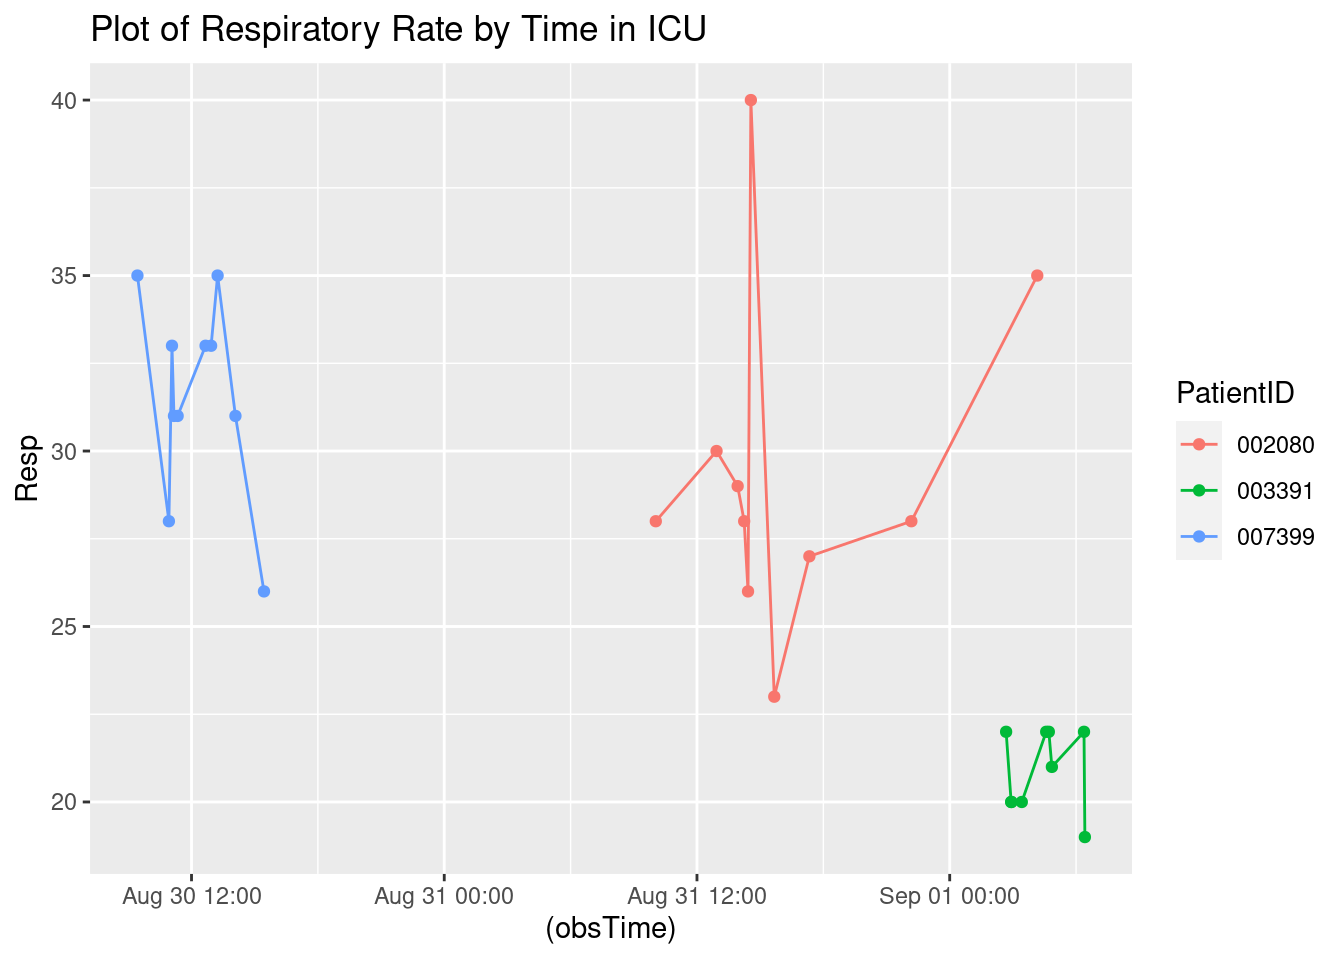 Plot of Respiratory Rate by Time in ICU
40
35
30
25
20
Resp
Aug 30 12:00
Aug 31 00:00
Aug 31 12:00
Sep 01 00:00
(obsTime)
PatientID
002080
003391
007399